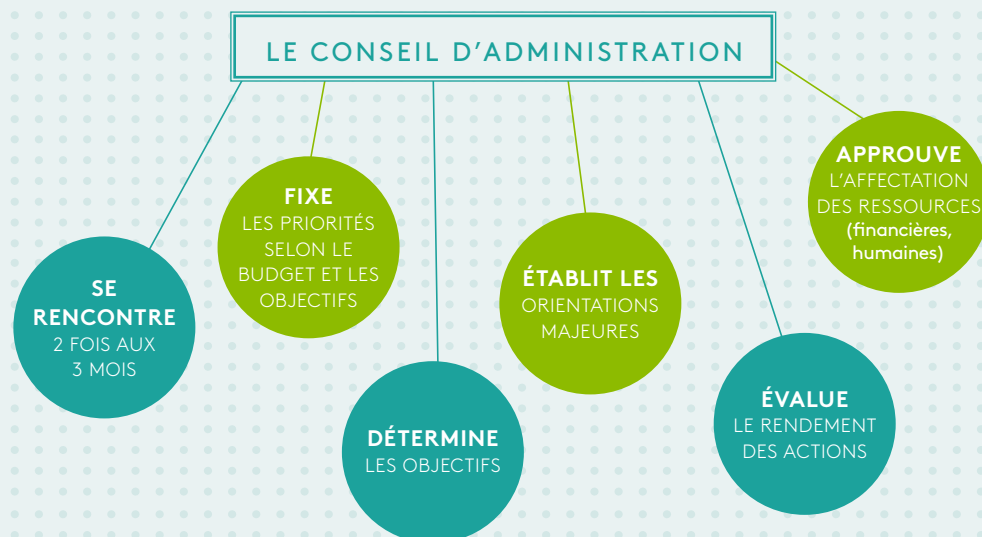 LE CONSEIL D'ADMINISTRATION
SE
RENCONTRE
2 FOIS AUX
3 MOIS
FIXE
LES PRIORITÉS
SELON LE
BUDGET ET LES
OBJECTIFS
DÉTERMINE
LES OBJECTIFS
ÉTABLIT LES
ORIENTATIONS
MAJEURES
ÉVALUE
LE RENDEMENT
DES ACTIONS
APPROUVE
L'AFFECTATION
DES RESSOURCES
(financières,
humaines)